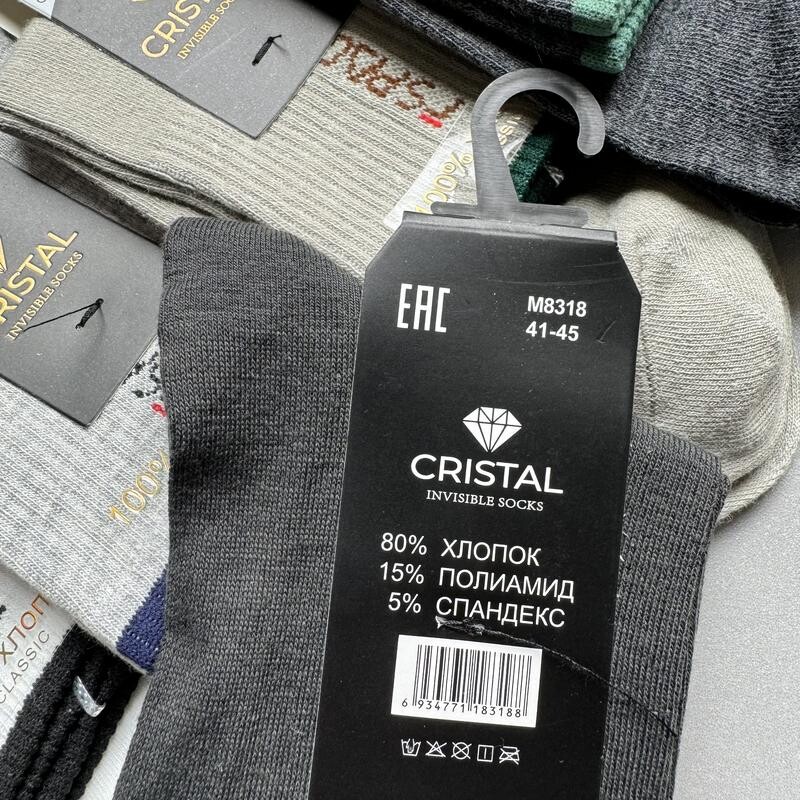 CRISTAL
INVISIBLE SOCKS
100%
CRISTAL
INVISIBLE SOCKS
100%
ХЛОП
CLASSIC
EAC
M8318
41-45
CRISTAL
INVISIBLE SOCKS
80% ХЛОПОК
15% ПОЛИАМИД
5% СПАНДЕКС
6 934771 183188